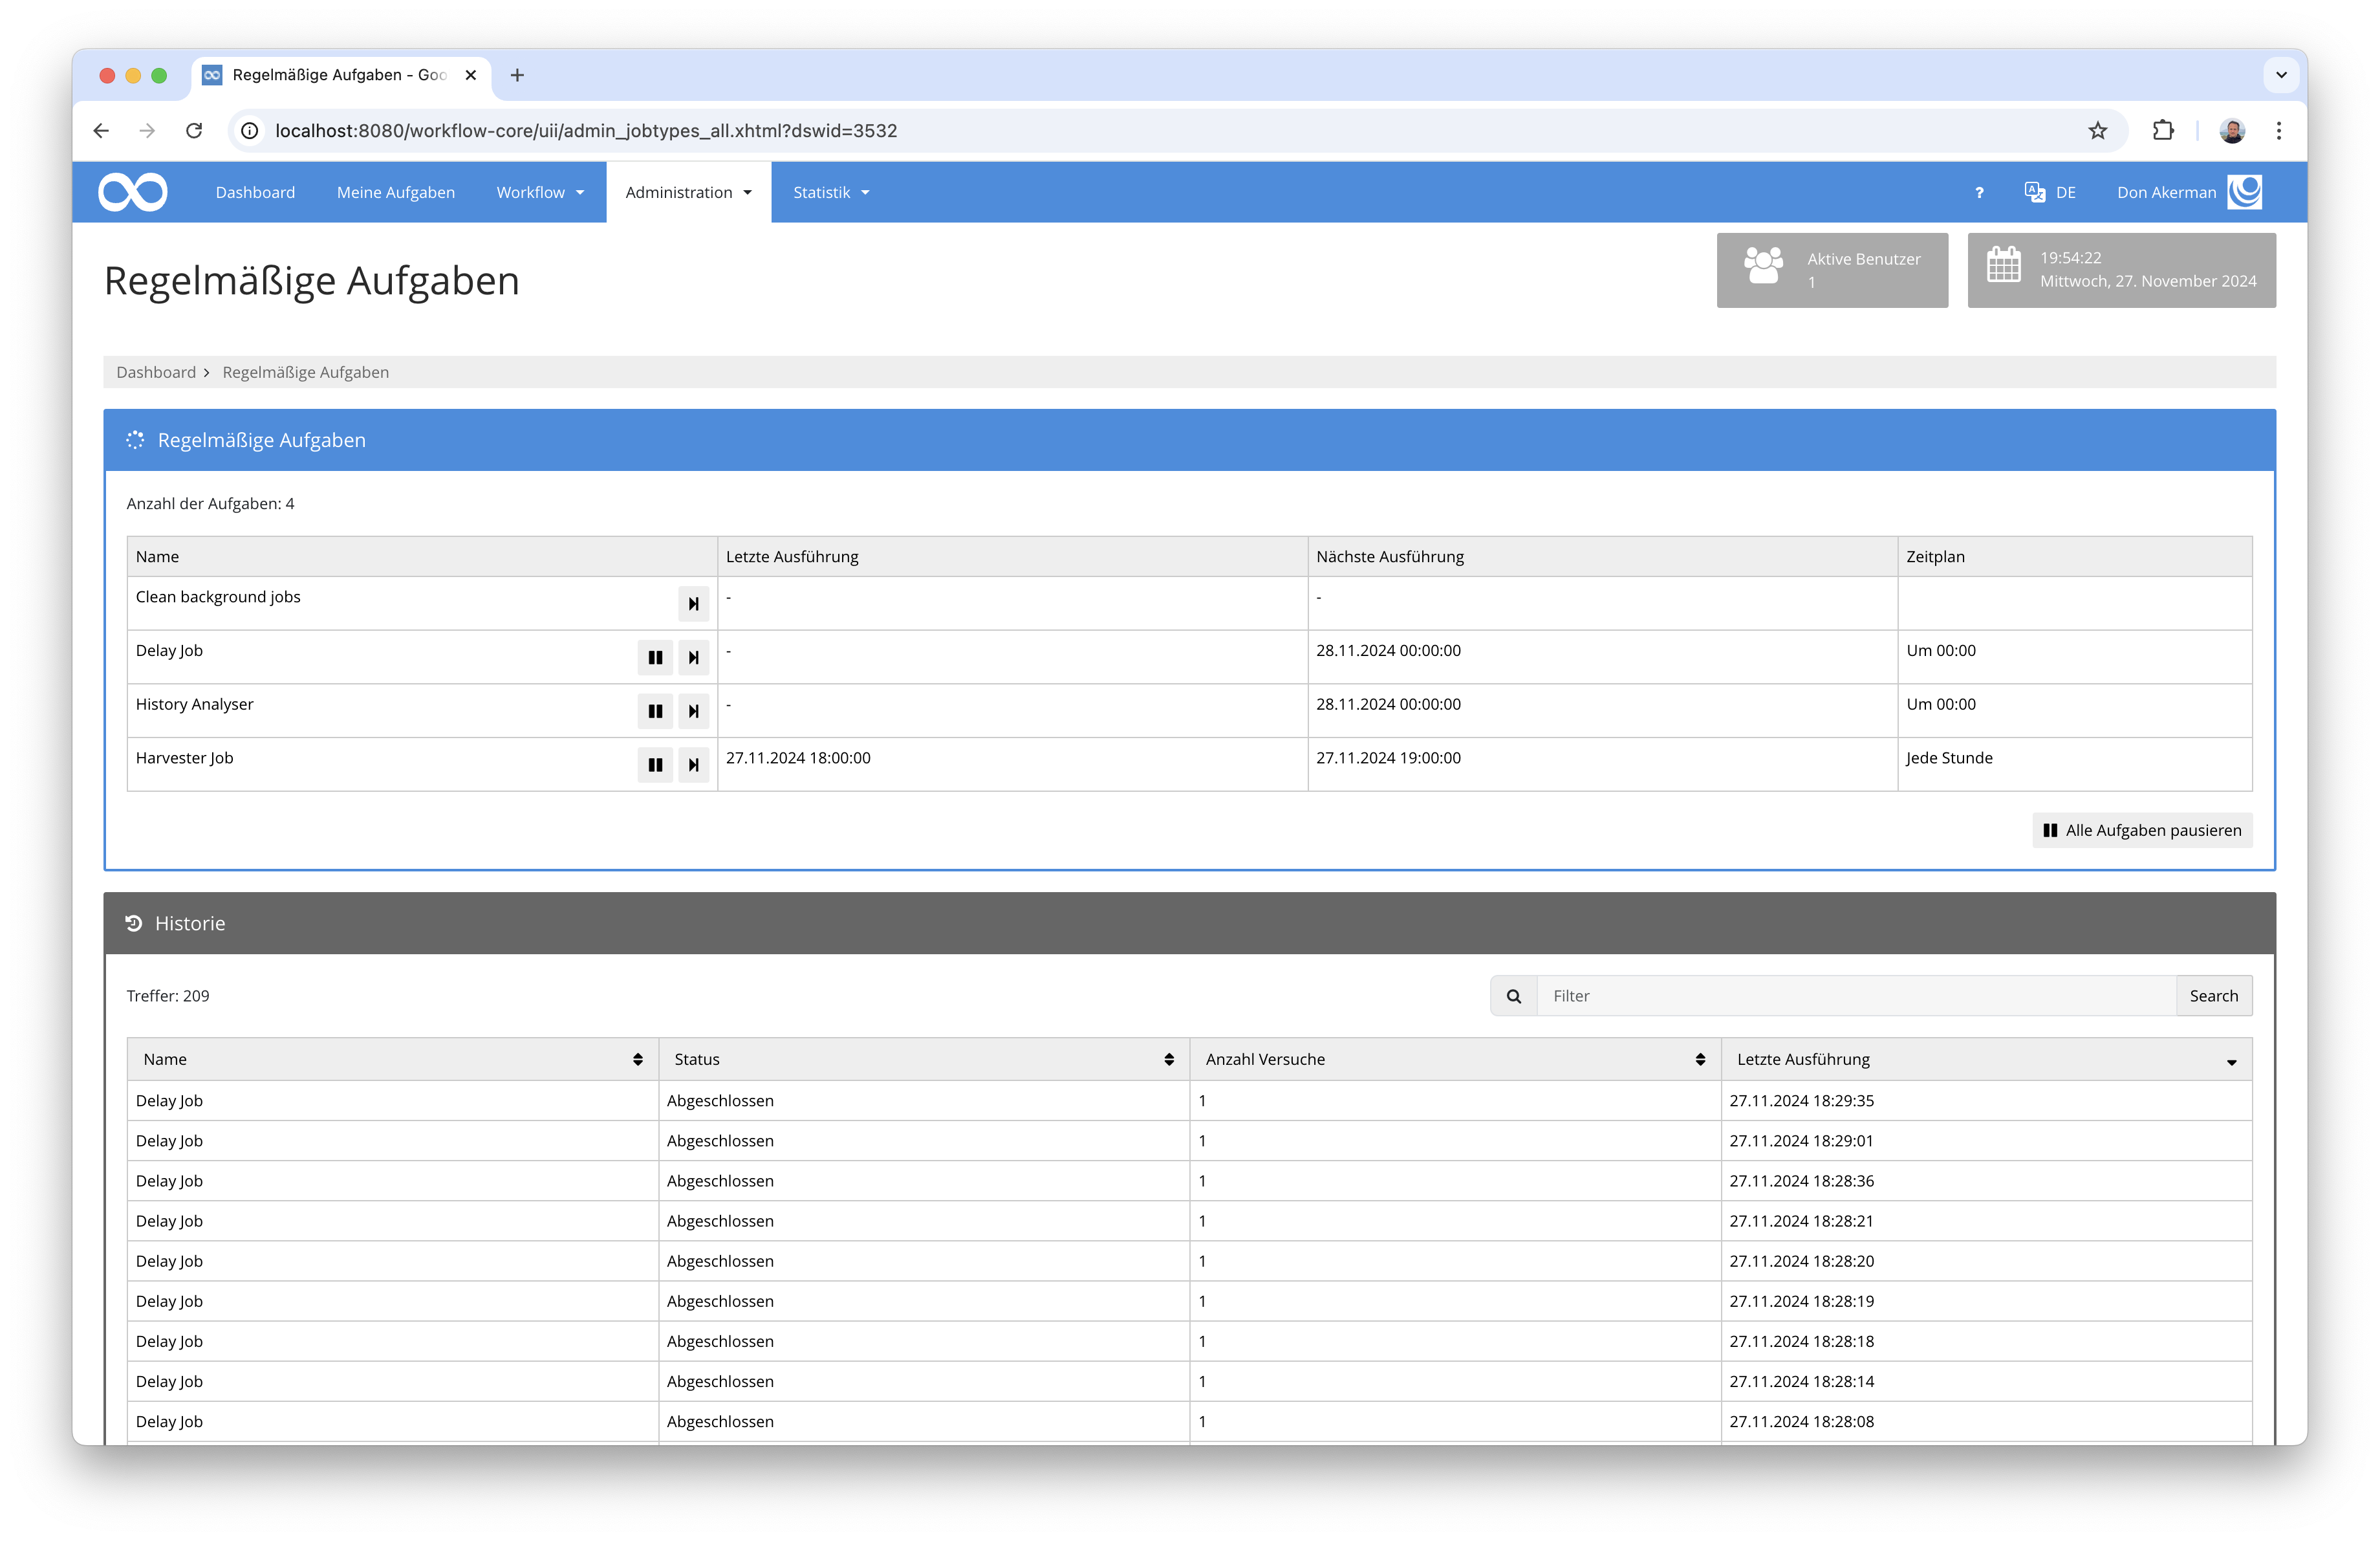 Regelmäßige Aufgaben - Goo
localhost:8080/workflow-core/uii/admin_jobtypes_all.xhtml?dswid=3532
Dashboard Meine Aufgaben Workflow Administration Statistik ? DE Don Akerman
Regelmäßige Aufgaben
Aktive Benutzer
1
19:54:22
Mittwoch, 27. November 2024
Dashboard > Regelmäßige Aufgaben
Regelmäßige Aufgaben
Anzahl der Aufgaben: 4
Name Letzte Ausführung Nächste Ausführung Zeitplan
Clean background jobs - -
Delay Job - 28.11.2024 00:00:00 Um 00:00
History Analyser - 28.11.2024 00:00:00 Um 00:00
Harvester Job 27.11.2024 18:00:00 27.11.2024 19:00:00 Jede Stunde
Alle Aufgaben pausieren
Historie
Treffer: 209
Filter Search
Name Status Anzahl Versuche Letzte Ausführung
Delay Job Abgeschlossen 1 27.11.2024 18:29:35
Delay Job Abgeschlossen 1 27.11.2024 18:29:01
Delay Job Abgeschlossen 1 27.11.2024 18:28:36
Delay Job Abgeschlossen 1 27.11.2024 18:28:21
Delay Job Abgeschlossen 1 27.11.2024 18:28:20
Delay Job Abgeschlossen 1 27.11.2024 18:28:19
Delay Job Abgeschlossen 1 27.11.2024 18:28:18
Delay Job Abgeschlossen 1 27.11.2024 18:28:14
Delay Job Abgeschlossen 1 27.11.2024 18:28:08